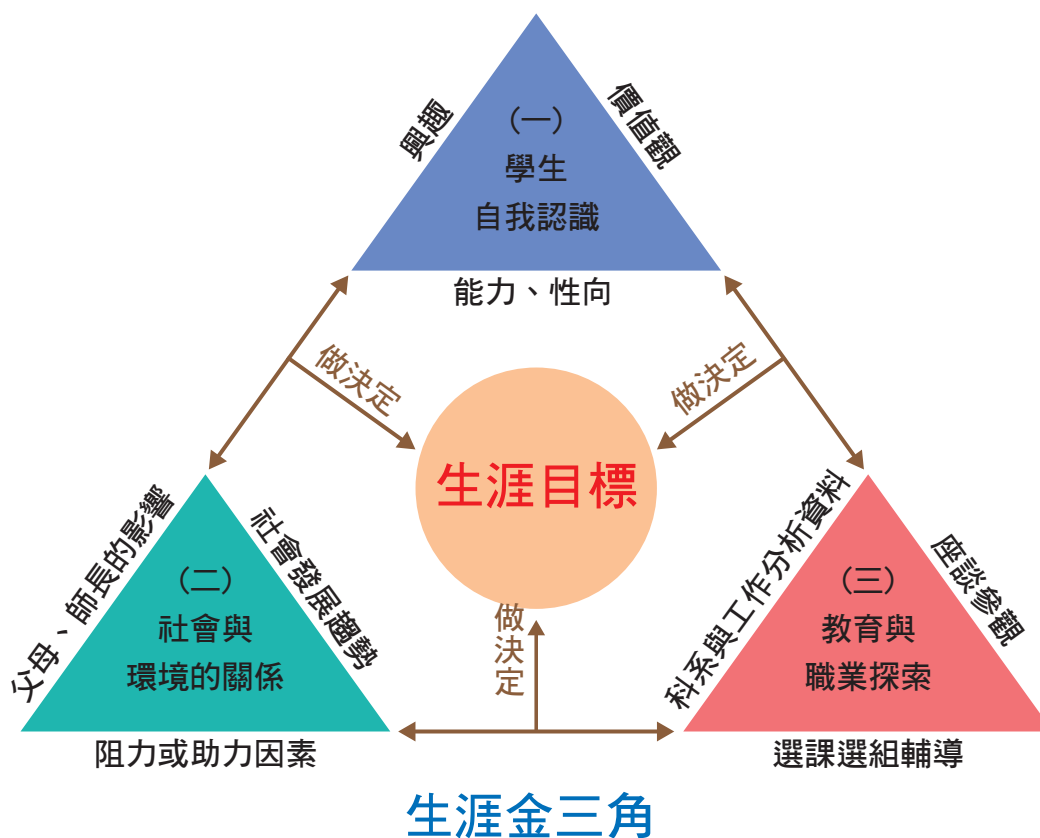 興趣
價值觀
（一）
學生
自我認識
能力、性向
做決定
做決定
生涯目標
父母、師長的影響
社會發展趨勢
（二）
社會與
環境的關係
阻力或助力因素
做決定
科系與工作分析資料
座談參觀
（三）
教育與
職業探索
選課選組輔導
生涯金三角